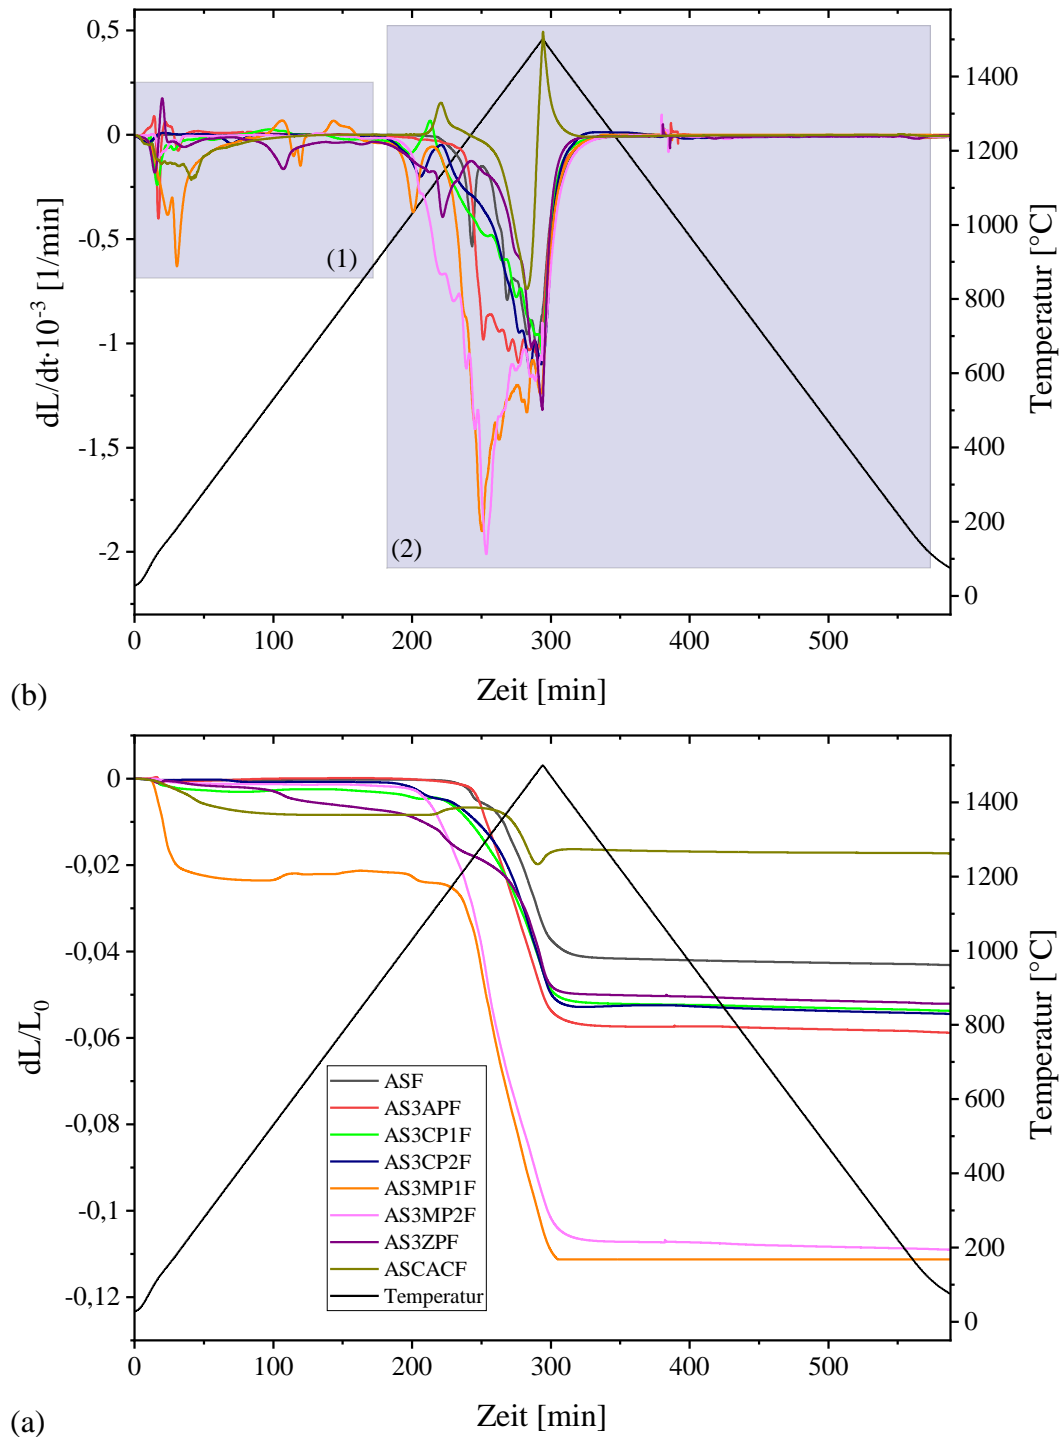 0,5
0
-0,5
-1
-1,5
-2
dL/dt·10⁻³ [1/min]
1400
1200
1000
800
600
400
200
0
Temperatur [°C]
(1)
(2)
0 100 200 300 400 500
Zeit [min]
(b)
0
-0,02
-0,04
-0,06
-0,08
-0,1
-0,12
dL/L₀
1400
1200
1000
800
600
400
200
0
Temperatur [°C]
ASF
AS3APF
AS3CP1F
AS3CP2F
AS3MP1F
AS3MP2F
AS3ZPF
ASCACF
Temperatur
0 100 200 300 400 500
Zeit [min]
(a)